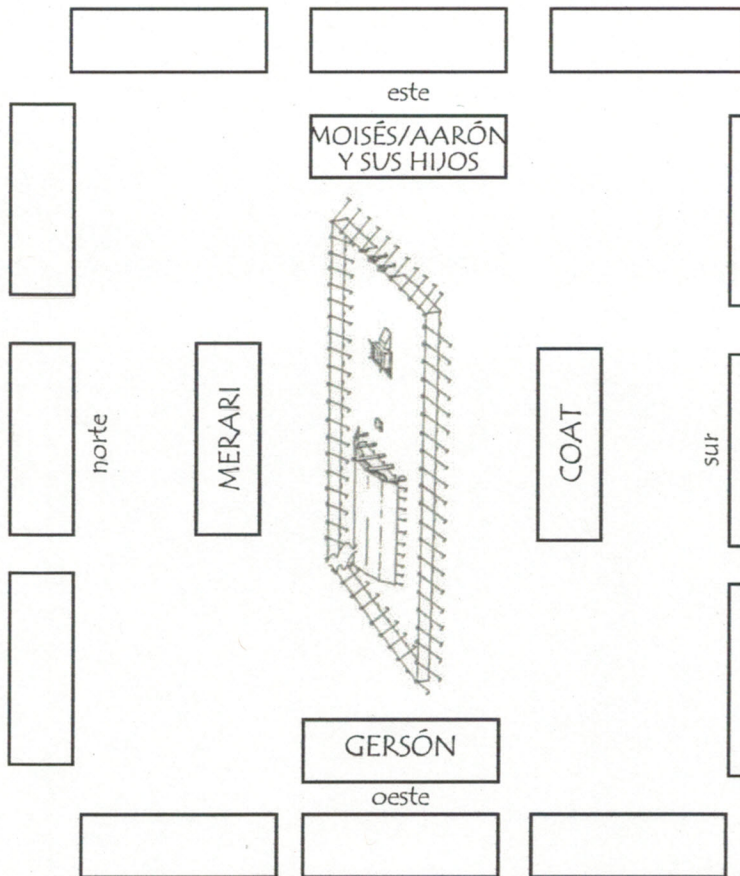 este
MOISÉS/AARÓN
Y SUS HIJOS
norte
MERARI
COAT
sur
GERSÓN
oeste